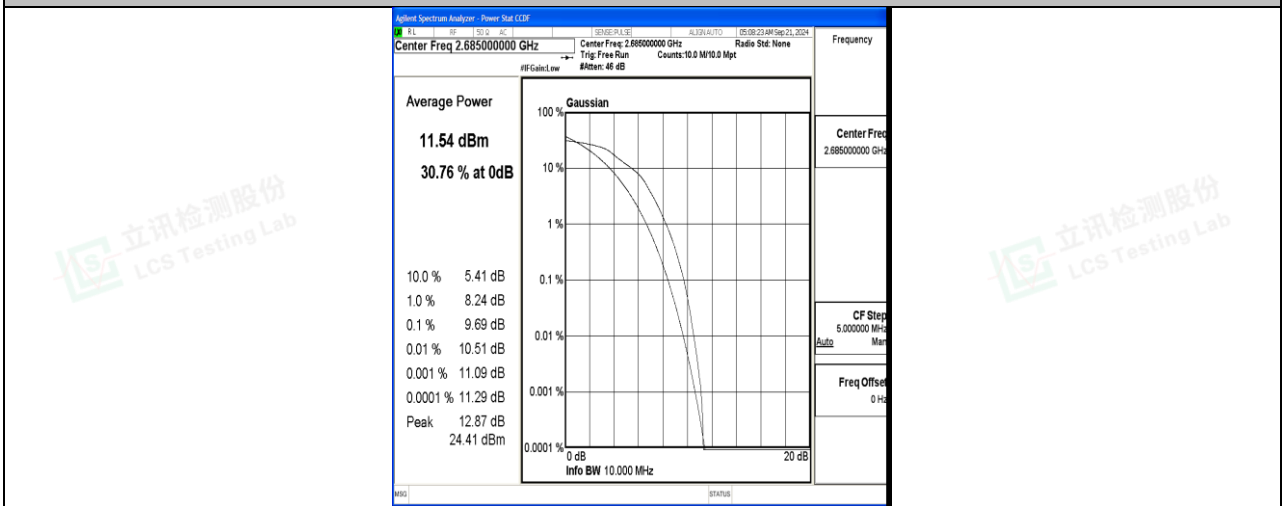 Agilent Spectrum Analyzer - Power Stat CCDF
RL RF 50 Ω AC SENSE:PULSE ALIGN AUTO 05:08:23 AM Sep 21, 2024
Center Freq 2.685000000 GHz
Center Freq: 2.685000000 GHz Radio Std: None
Trig: Free Run Counts:10.0 M/10.0 Mpt
#IFGain:Low #Atten: 46 dB
Frequency
Average Power
11.54 dBm
30.76 % at 0dB
10.0 % 5.41 dB
1.0 % 8.24 dB
0.1 % 9.69 dB
0.01 % 10.51 dB
0.001 % 11.09 dB
0.0001 % 11.29 dB
Peak 12.87 dB
24.41 dBm
Gaussian
100 %
10 %
1 %
0.1 %
0.01 %
0.001 %
0.0001 %
0 dB 20 dB
Info BW 10.000 MHz
Center Freq
2.685000000 GHz
CF Step
5.000000 MHz
Auto Man
Freq Offset
0 Hz
MSG STATUS
立讯检测股份
LCS Testing Lab
立讯检测股份
LCS Testing Lab